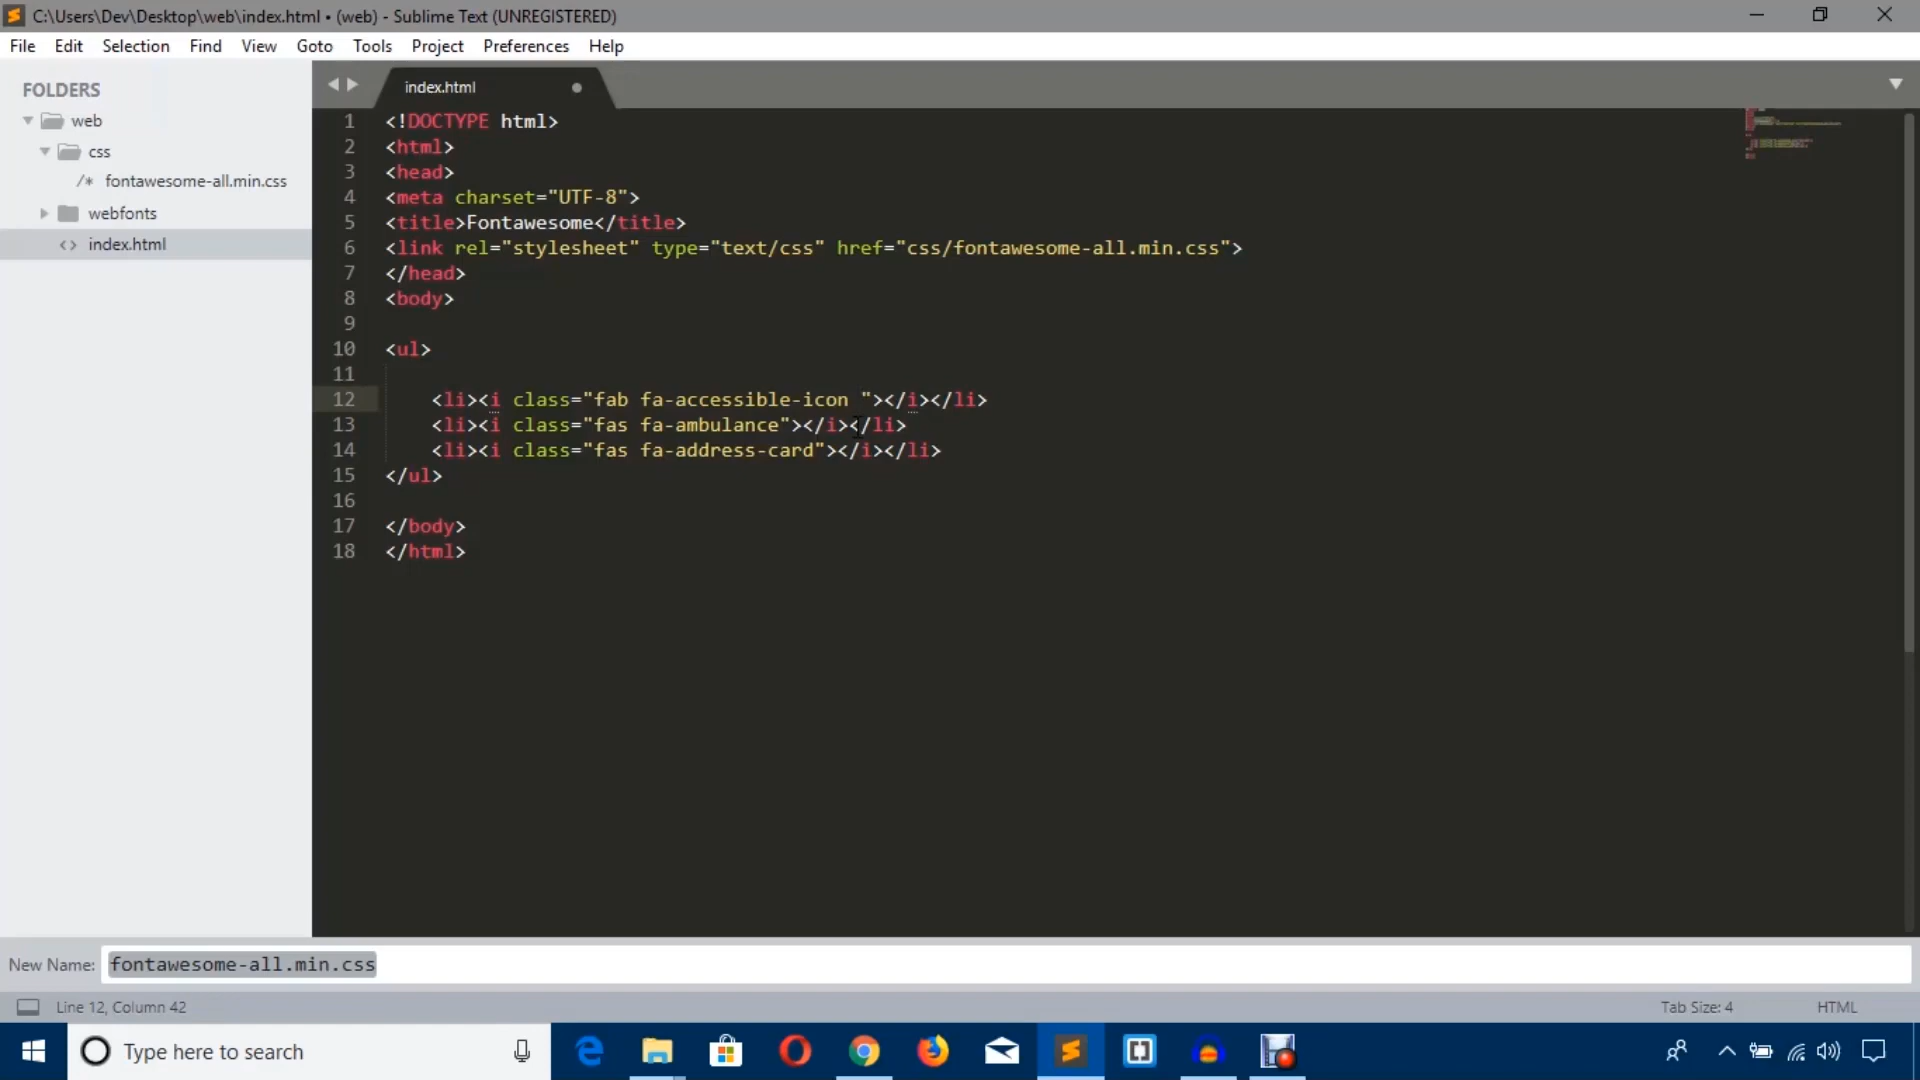 C:\Users\Dev\Desktop\web\index.html • (web) - Sublime Text (UNREGISTERED)
File Edit Selection Find View Goto Tools Project Preferences Help
FOLDERS
web
css
/* fontawesome-all.min.css
webfonts
<> index.html
index.html
1 <!DOCTYPE html>
2 <html>
3 <head>
4 <meta charset="UTF-8">
5 <title>Fontawesome</title>
6 <link rel="stylesheet" type="text/css" href="css/fontawesome-all.min.css">
7 </head>
8 <body>
9
10 <ul>
11
12 <li><i class="fab fa-accessible-icon "></i></li>
13 <li><i class="fas fa-ambulance"></i></li>
14 <li><i class="fas fa-address-card"></i></li>
15 </ul>
16
17 </body>
18 </html>
New Name: fontawesome-all.min.css
Line 12, Column 42 Tab Size: 4 HTML
Type here to search